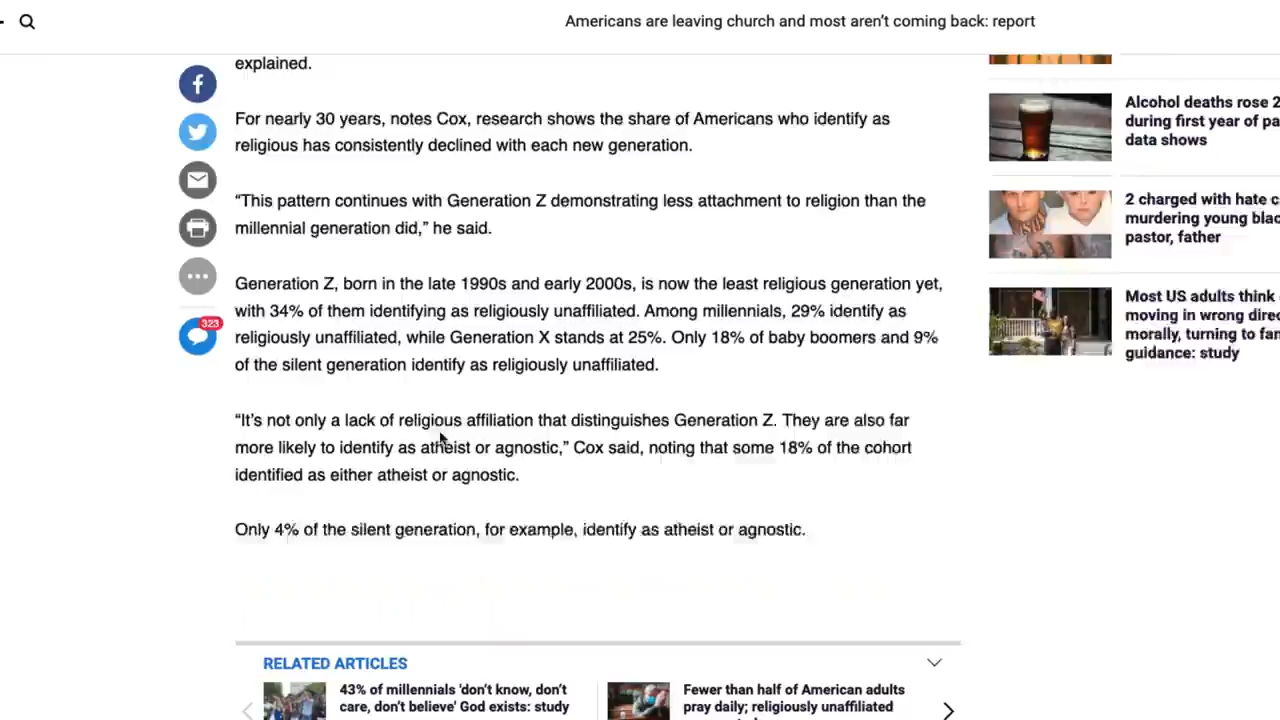 Americans are leaving church and most aren't coming back: report
explained.
For nearly 30 years, notes Cox, research shows the share of Americans who identify as
religious has consistently declined with each new generation.
“This pattern continues with Generation Z demonstrating less attachment to religion than the
millennial generation did,” he said.
Generation Z, born in the late 1990s and early 2000s, is now the least religious generation yet,
with 34% of them identifying as religiously unaffiliated. Among millennials, 29% identify as
religiously unaffiliated, while Generation X stands at 25%. Only 18% of baby boomers and 9%
of the silent generation identify as religiously unaffiliated.
“It's not only a lack of religious affiliation that distinguishes Generation Z. They are also far
more likely to identify as atheist or agnostic,” Cox said, noting that some 18% of the cohort
identified as either atheist or agnostic.
Only 4% of the silent generation, for example, identify as atheist or agnostic.
323
Alcohol deaths rose 2
during first year of pa
data shows
2 charged with hate c
murdering young blac
pastor, father
Most US adults think
moving in wrong direc
morally, turning to fan
guidance: study
RELATED ARTICLES
43% of millennials 'don't know, don't
care, don't believe' God exists: study
Fewer than half of American adults
pray daily; religiously unaffiliated